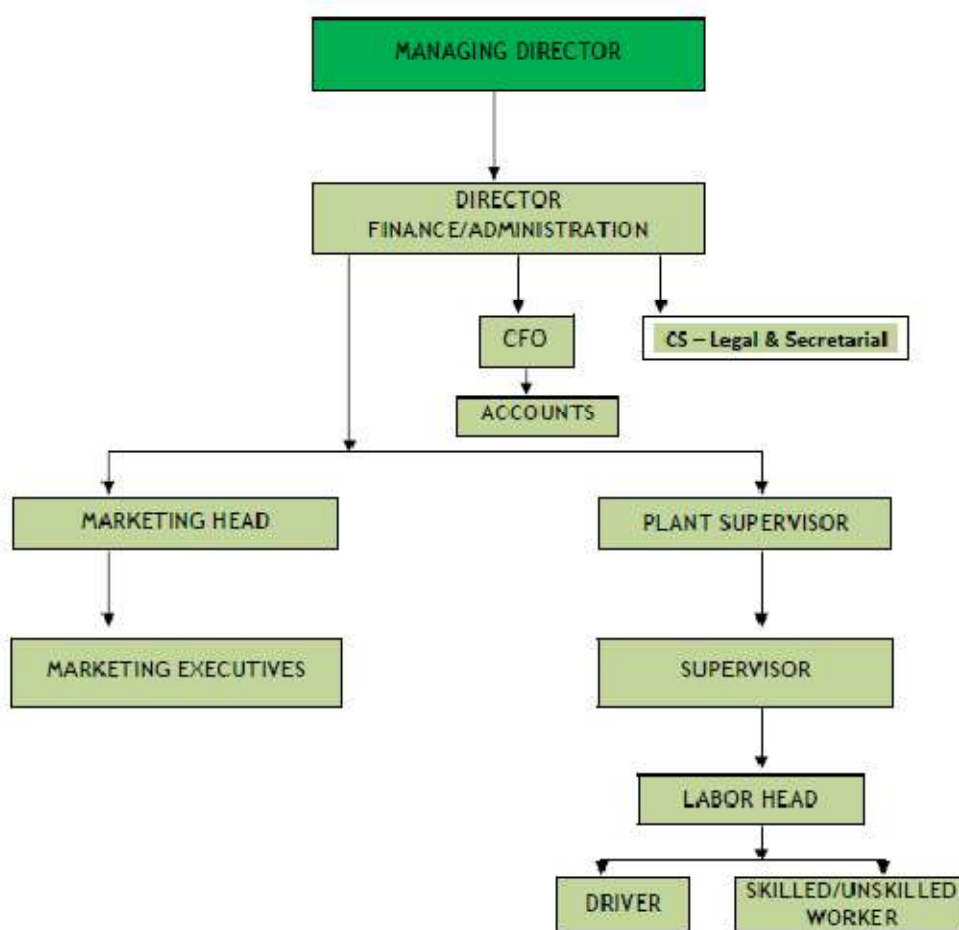 MANAGING DIRECTOR
DIRECTOR
FINANCE/ADMINISTRATION
CFO
CS – Legal & Secretarial
ACCOUNTS
MARKETING HEAD
PLANT SUPERVISOR
MARKETING EXECUTIVES
SUPERVISOR
LABOR HEAD
DRIVER
SKILLED/UNSKILLED
WORKER